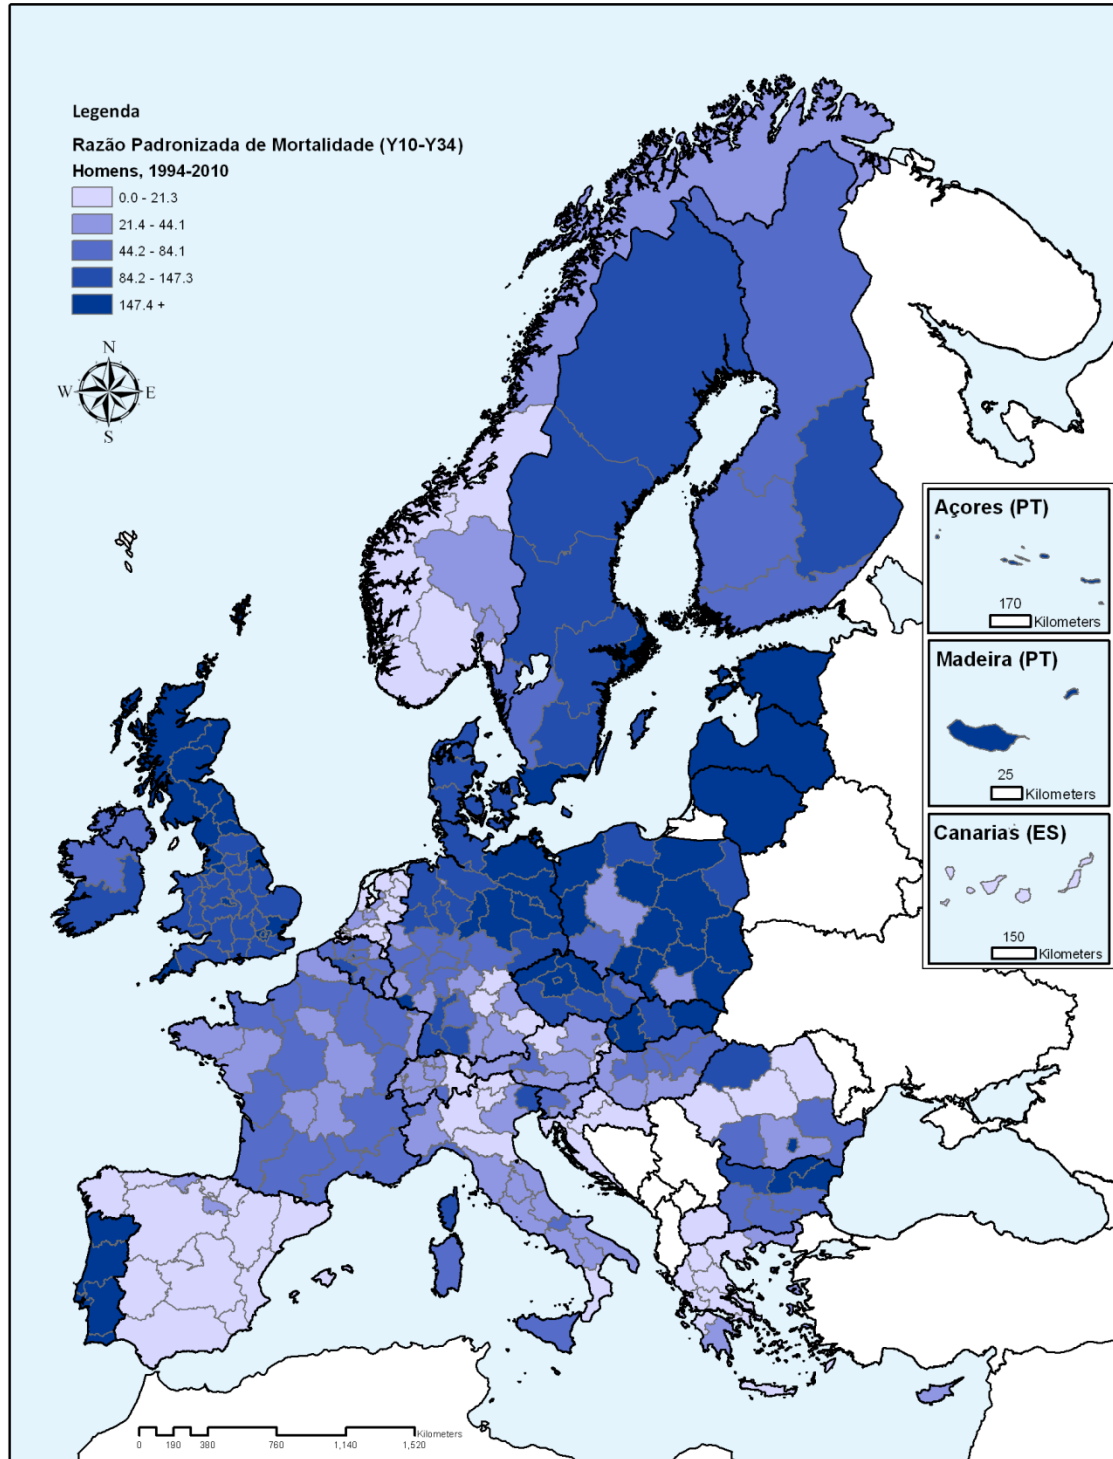 Legenda
Razão Padronizada de Mortalidade (Y10-Y34)
Homens, 1994-2010
0.0 - 21.3
21.4 - 44.1
44.2 - 84.1
84.2 - 147.3
147.4 +
N
W E
S
Açores (PT)
170
Kilometers
Madeira (PT)
25
Kilometers
Canarias (ES)
150
Kilometers
Kilometers
0 190 380 760 1,140 1,520